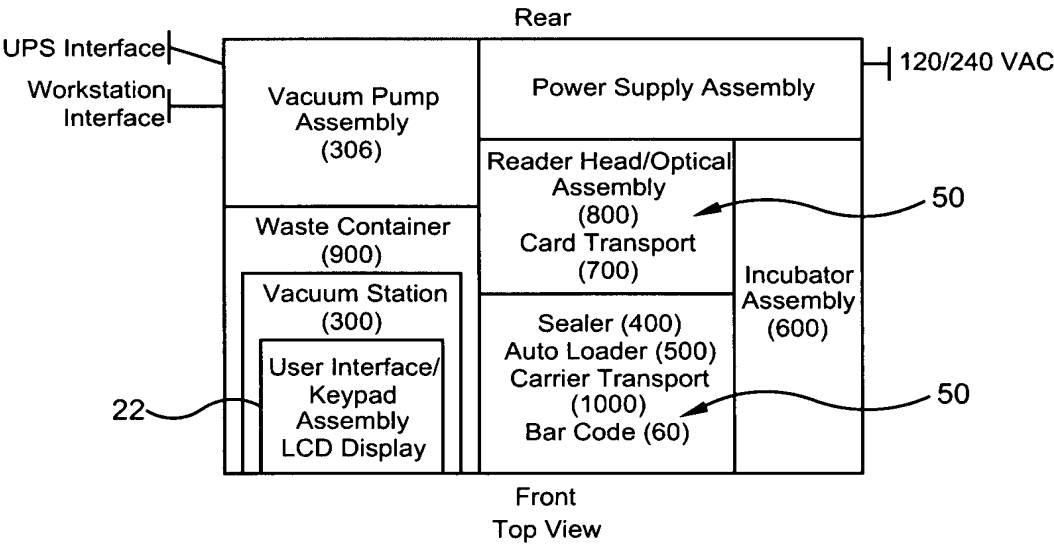 Rear
UPS Interface
Workstation
Interface
120/240 VAC
Vacuum Pump
Assembly
(306)
Power Supply Assembly
Reader Head/Optical
Assembly
(800)
Card Transport
(700)
50
Waste Container
(900)
Vacuum Station
(300)
User Interface/
Keypad
Assembly
LCD Display
22
Sealer (400)
Auto Loader (500)
Carrier Transport
(1000)
Bar Code (60)
50
Incubator
Assembly
(600)
Front
Top View